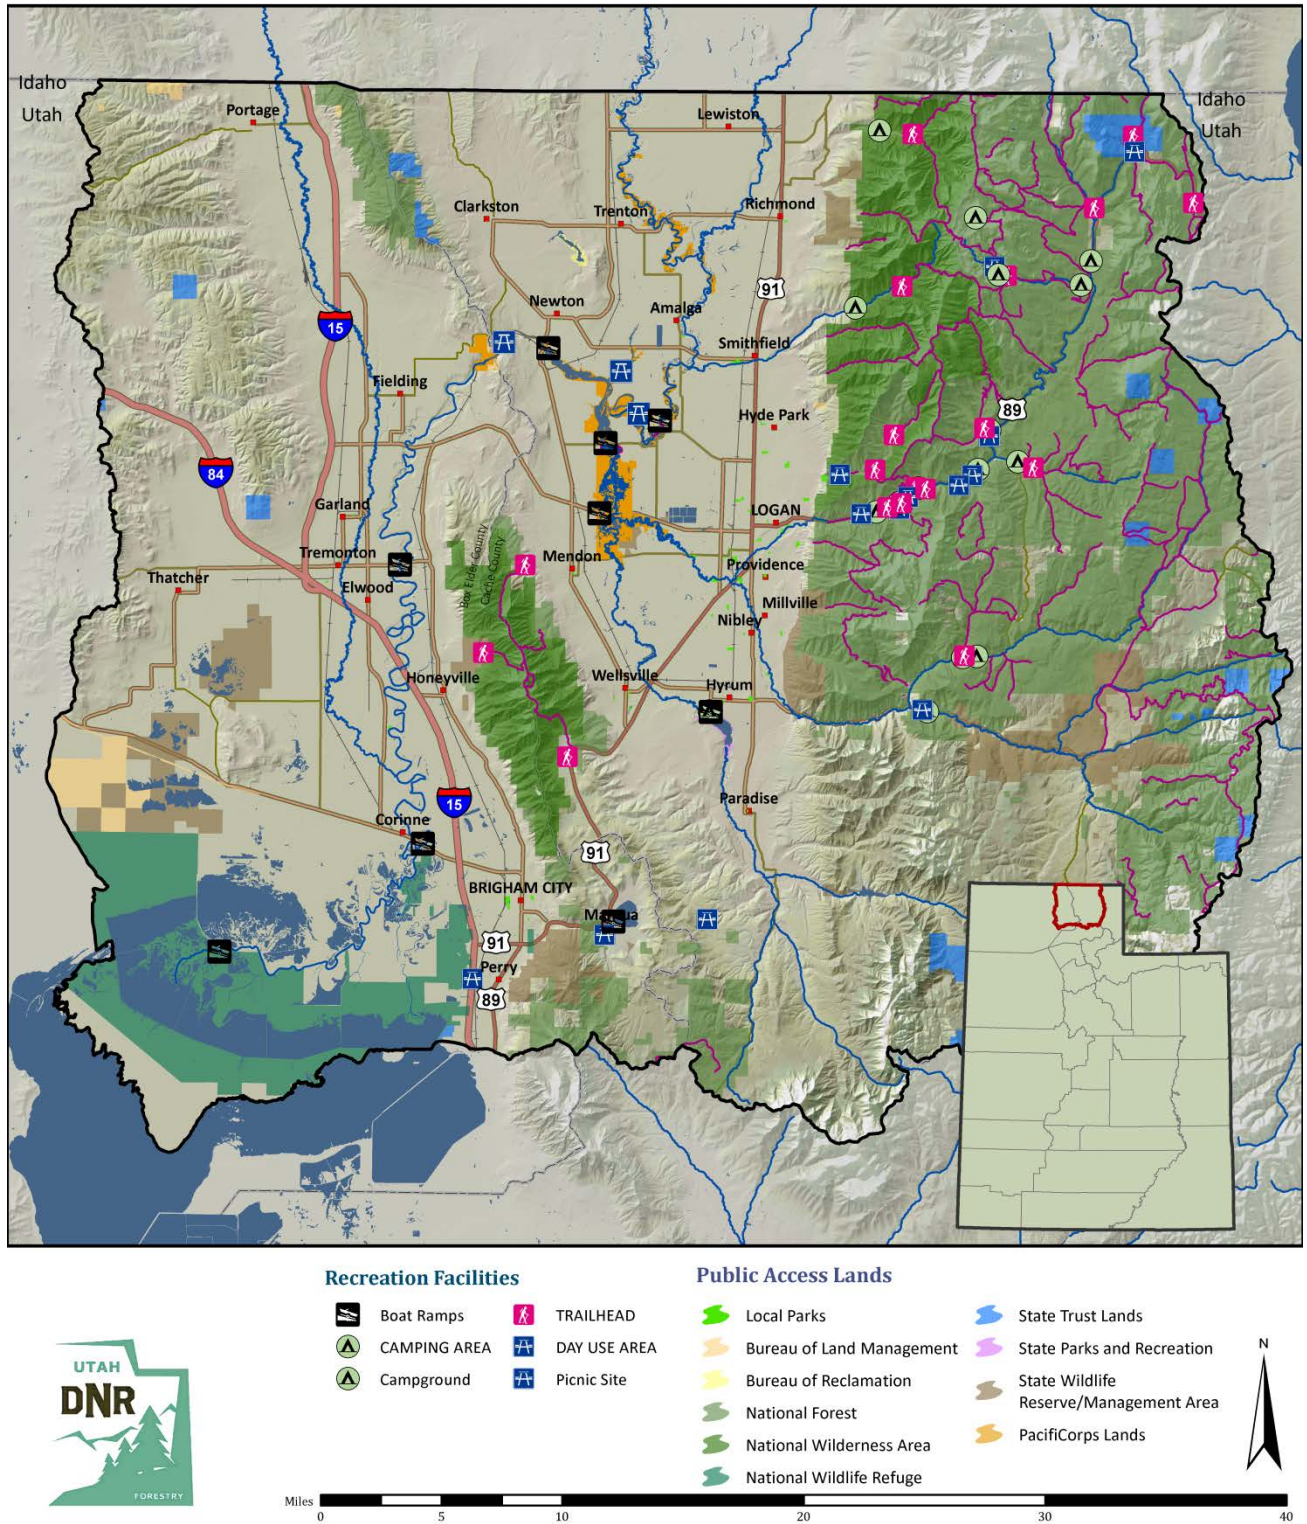 Idaho
Utah
Idaho
Utah
Portage
Lewiston
Clarkston
Trenton
Richmond
91
Newton
Amalga
15
Smithfield
Fielding
89
Hyde Park
84
Garland
LOGAN
Tremonton
Mendon
Box Elder County
Cache County
Thatcher
Elwood
Providence
Millville
Nibley
Honeyville
Wellsville
Hyrum
15
Paradise
Corinne
91
BRIGHAM CITY
91
Perry
89
Recreation Facilities
Boat Ramps
TRAILHEAD
CAMPING AREA
DAY USE AREA
Campground
Picnic Site
Public Access Lands
Local Parks
Bureau of Land Management
Bureau of Reclamation
National Forest
National Wilderness Area
National Wildlife Refuge
State Trust Lands
State Parks and Recreation
State Wildlife
Reserve/Management Area
PacifiCorps Lands
N
UTAH
DNR
FORESTRY
Miles
0
5
10
20
30
40